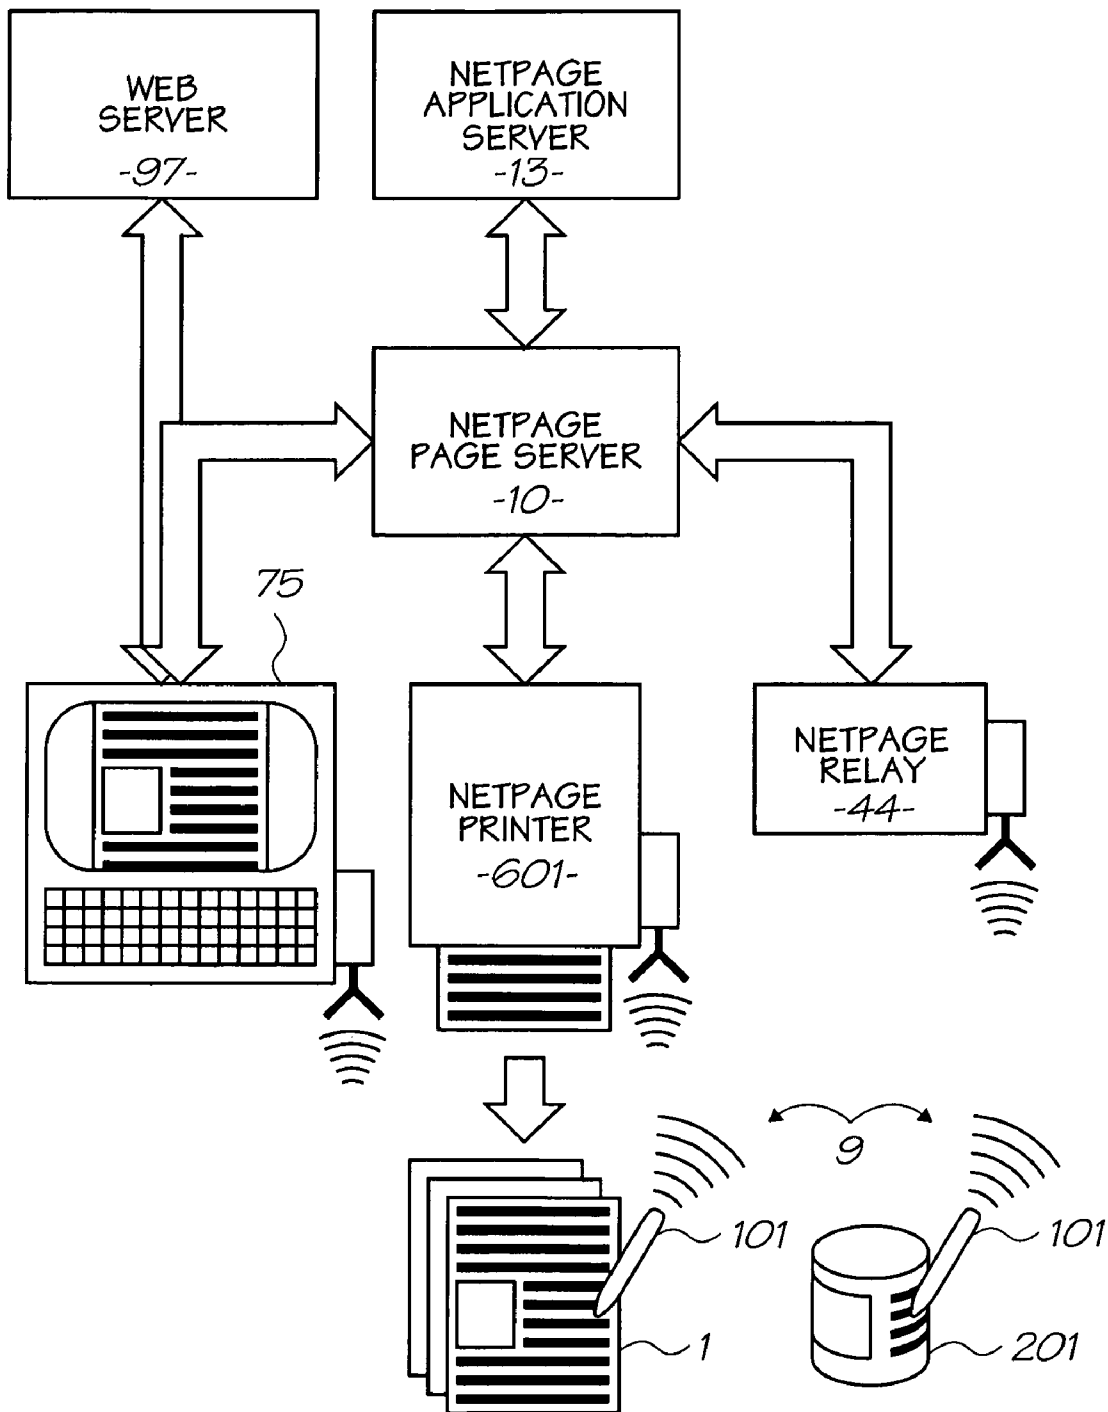 WEB
SERVER
-97-
NETPAGE
APPLICATION
SERVER
-13-
NETPAGE
PAGE SERVER
-10-
75
NETPAGE
PRINTER
-601-
NETPAGE
RELAY
-44-
9
101
101
1
201